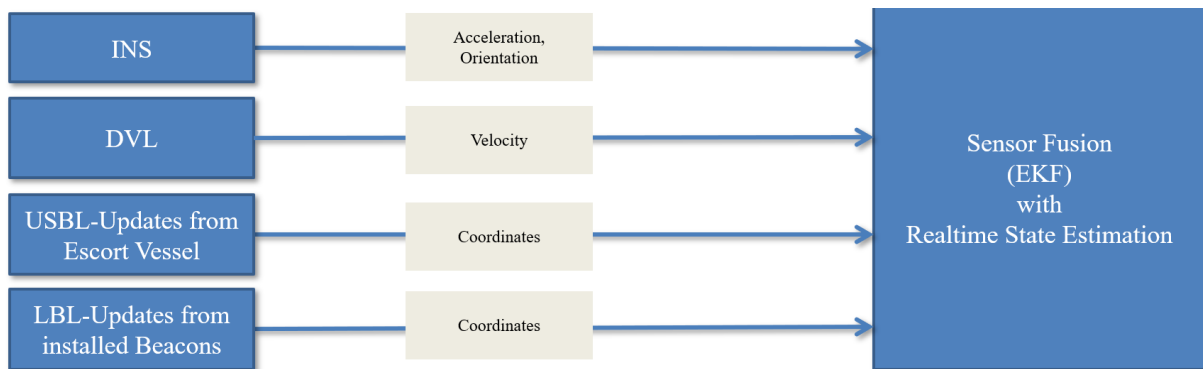 INS
Acceleration,
Orientation
DVL
Velocity
USBL-Updates from
Escort Vessel
Coordinates
LBL-Updates from
installed Beacons
Coordinates
Sensor Fusion
(EKF)
with
Realtime State Estimation